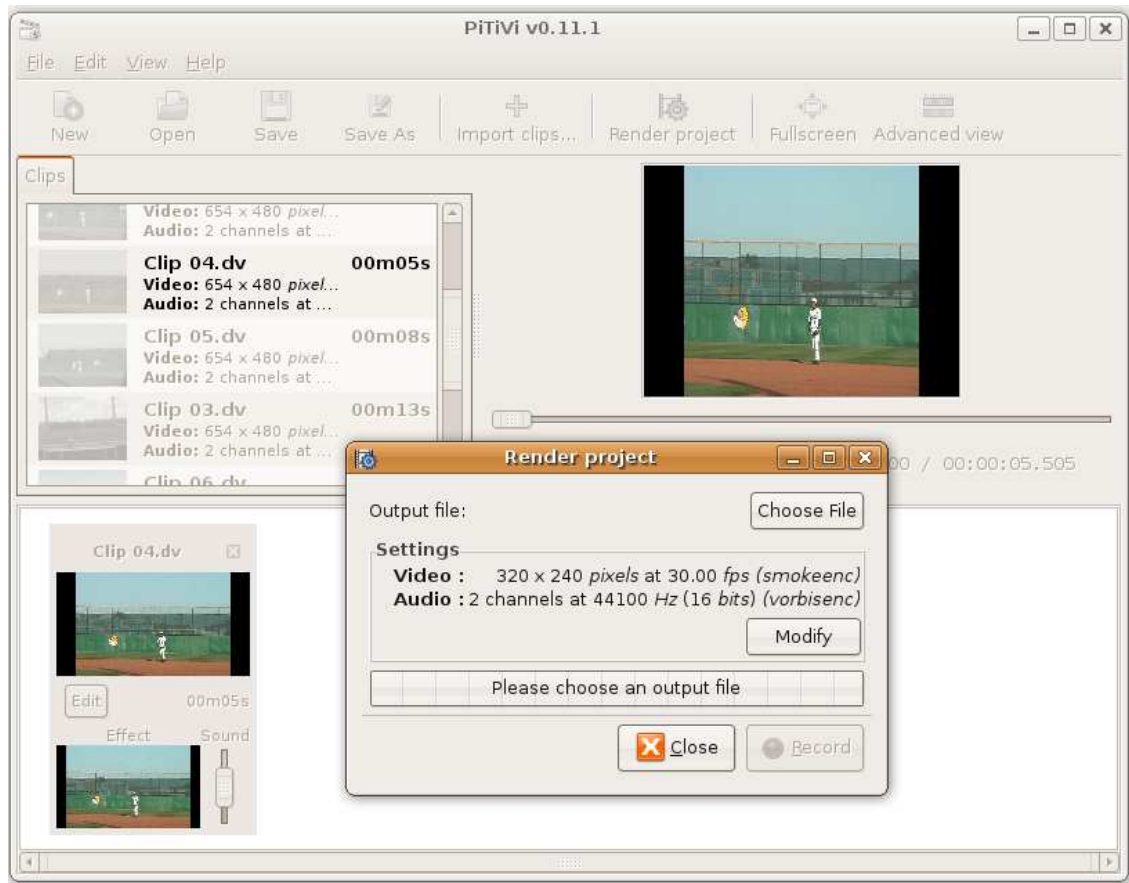 PiTiVi v0.11.1
File Edit View Help
New Open Save Save As Import clips... Render project Fullscreen Advanced view
Clips
Video: 654 x 480 pixel...
Audio: 2 channels at ...
Clip 04.dv 00m05s
Video: 654 x 480 pixel...
Audio: 2 channels at ...
Clip 05.dv 00m08s
Video: 654 x 480 pixel...
Audio: 2 channels at ...
Clip 03.dv 00m13s
Video: 654 x 480 pixel...
Audio: 2 channels at ...
Clip 06.dv
00 / 00:00:05.505
Render project
Output file: Choose File
Settings
Video : 320 x 240 pixels at 30.00 fps (smokeenc)
Audio : 2 channels at 44100 Hz (16 bits) (vorbisenc)
Modify
Please choose an output file
Close Record
Clip 04.dv
Edit 00m05s
Effect Sound